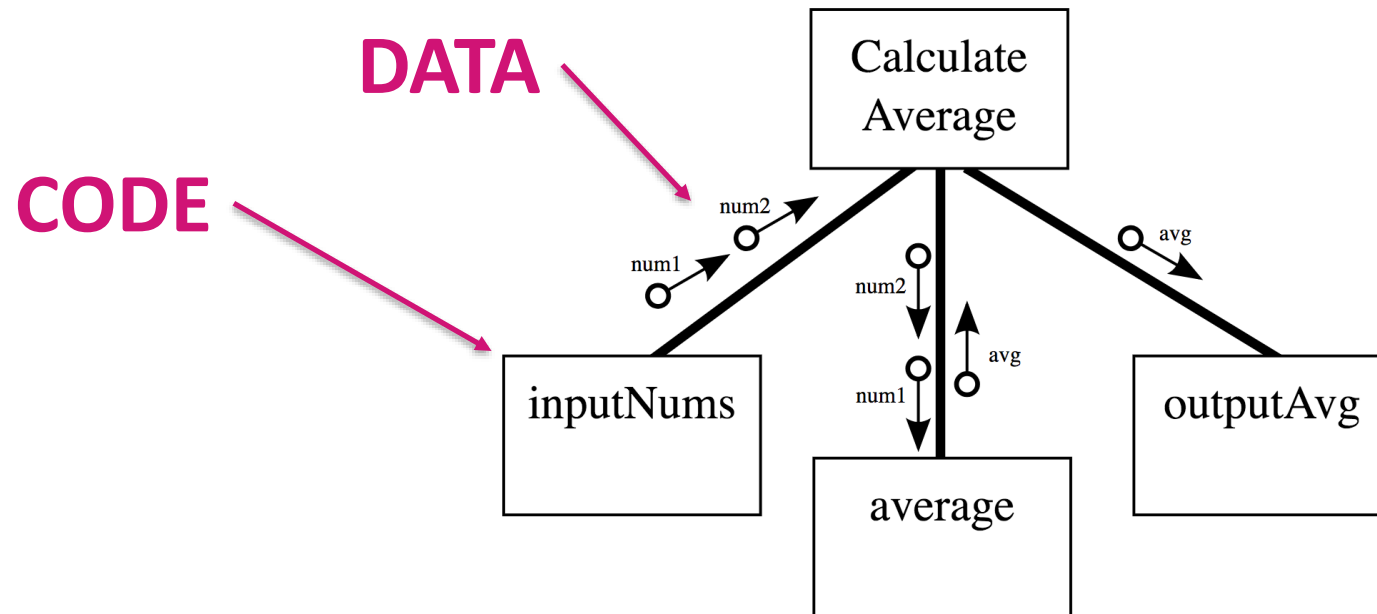 DATA
Calculate
Average
CODE
num2
num1
avg
num2
avg
num1
inputNums
outputAvg
average